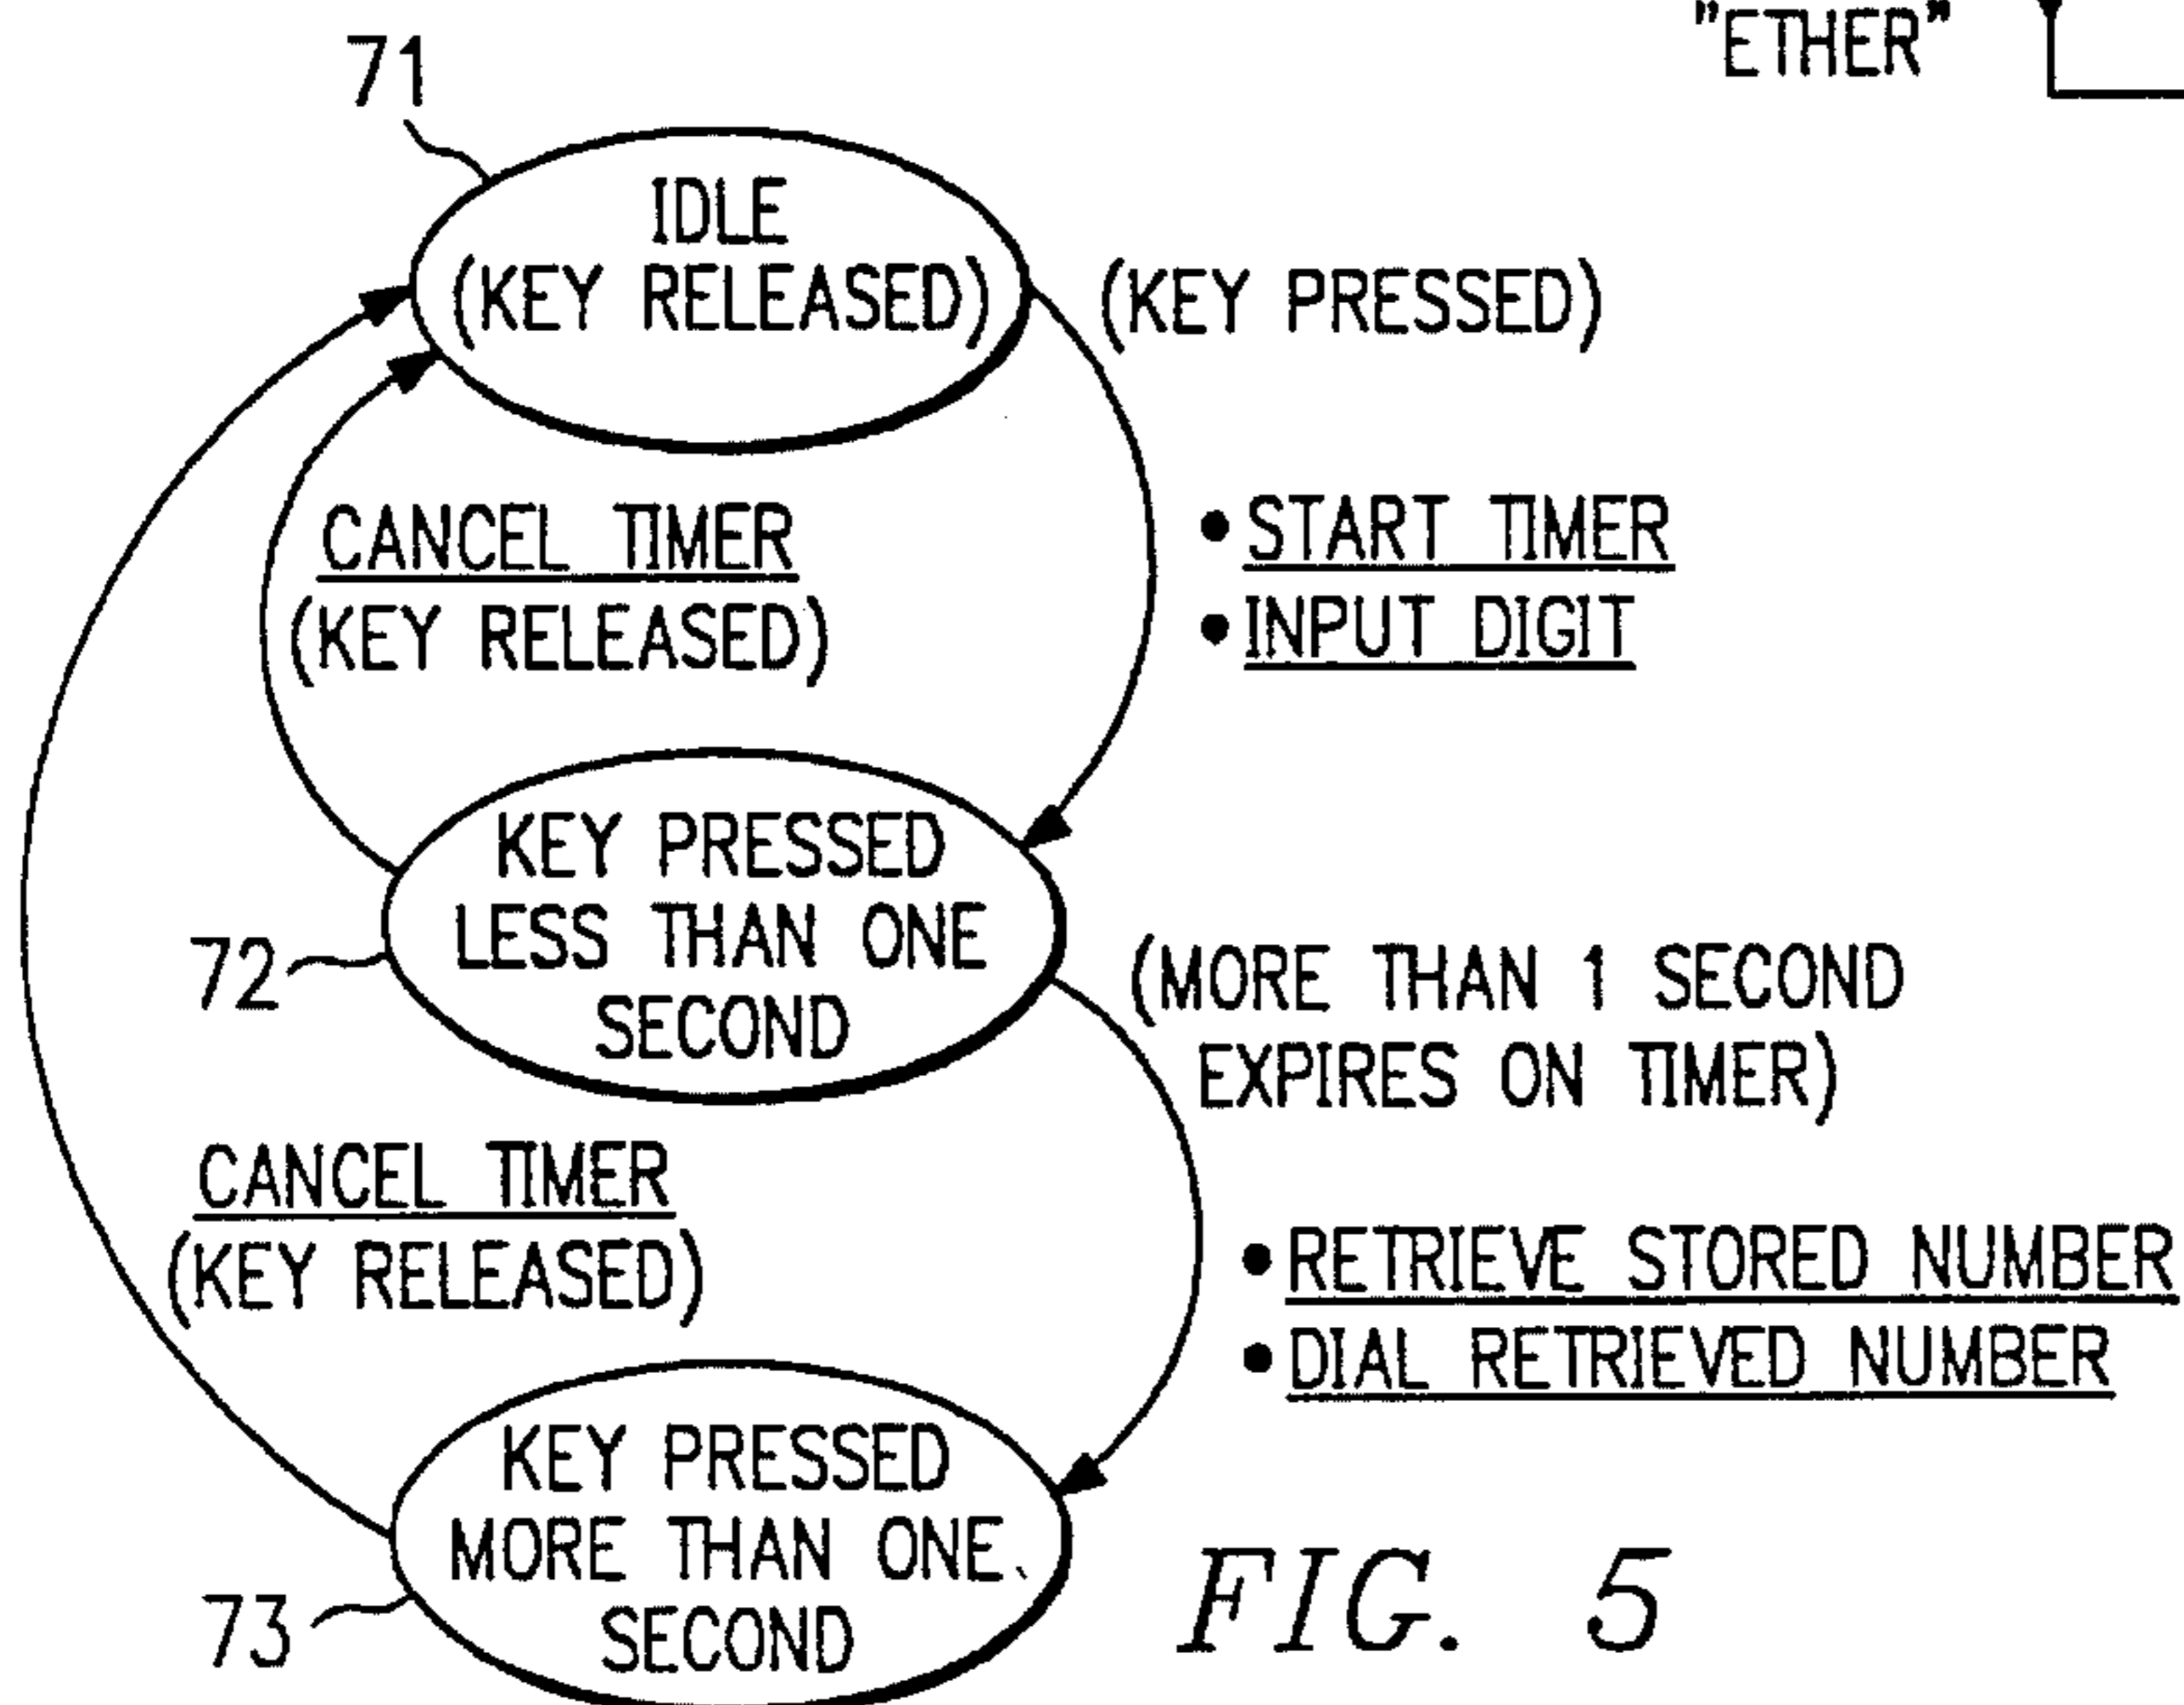 "ETHER"
71
IDLE
(KEY RELEASED)
(KEY PRESSED)
CANCEL TIMER
(KEY RELEASED)
• START TIMER
• INPUT DIGIT
KEY PRESSED
LESS THAN ONE
SECOND
72
(MORE THAN 1 SECOND
EXPIRES ON TIMER)
CANCEL TIMER
(KEY RELEASED)
• RETRIEVE STORED NUMBER
• DIAL RETRIEVED NUMBER
KEY PRESSED
MORE THAN ONE
SECOND
73
FIG. 5